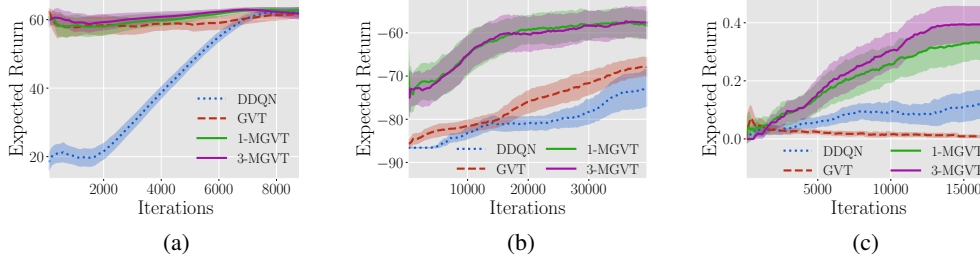 60
40
20
Expected Return
2000 4000 6000 8000
Iterations
DDQN
GVT
1-MGVT
3-MGVT
(a)
−60
−70
−80
−90
Expected Return
10000 20000 30000
Iterations
DDQN 1-MGVT
GVT 3-MGVT
(b)
0.4
0.2
0.0
Expected Return
5000 10000 15000
Iterations
DDQN 1-MGVT
GVT 3-MGVT
(c)